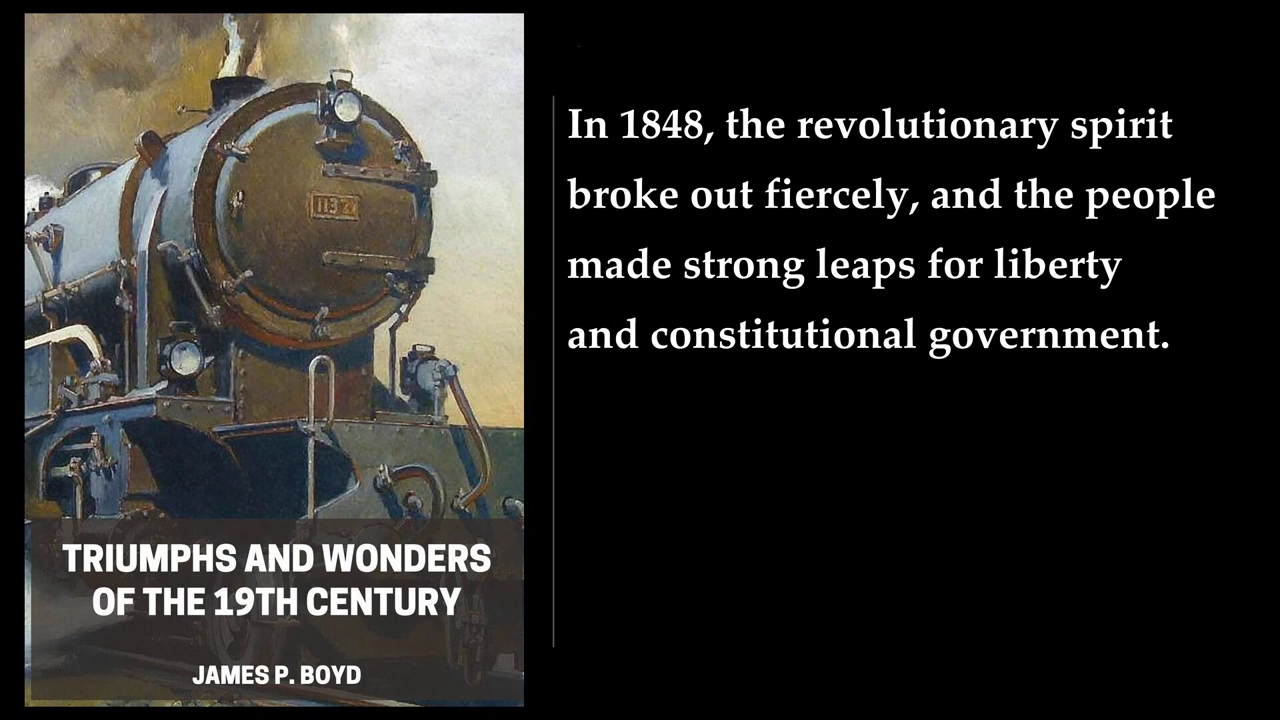 In 1848, the revolutionary spirit
broke out fiercely, and the people
made strong leaps for liberty
and constitutional government.
TRIUMPHS AND WONDERS
OF THE 19TH CENTURY
JAMES P. BOYD